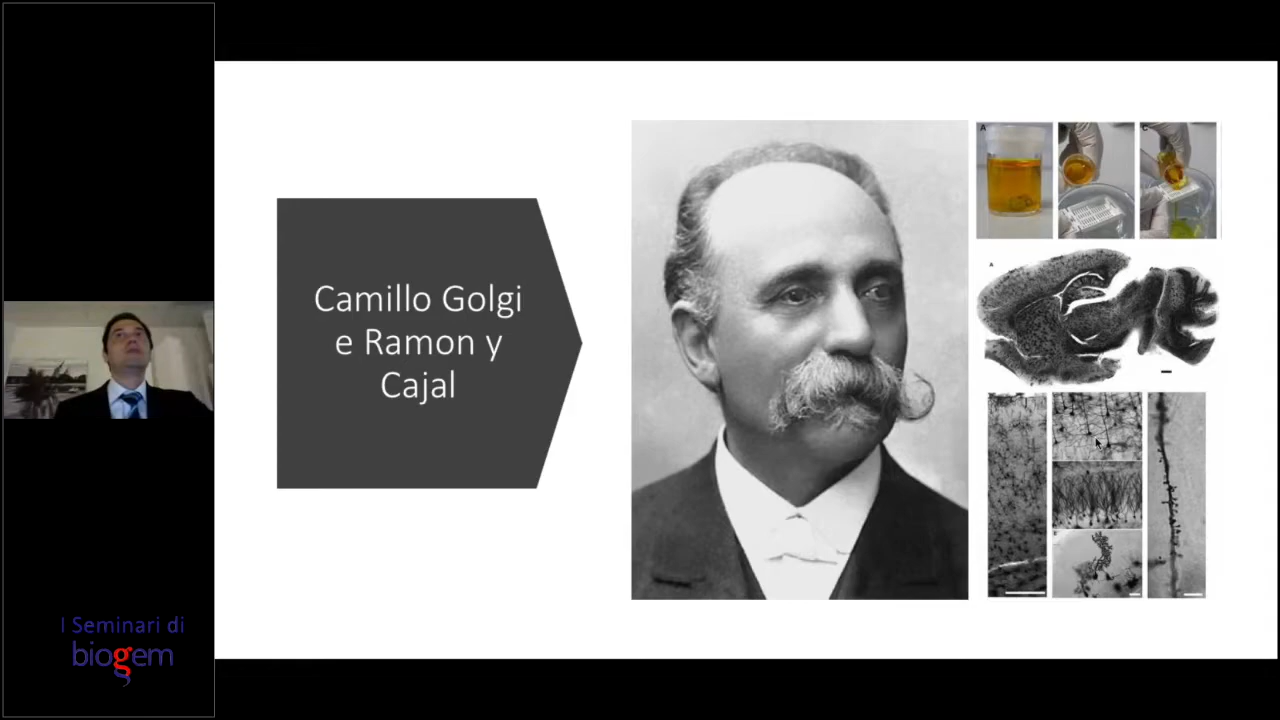 Camillo Golgi
e Ramon y
Cajal
A
C
A
I Seminari di
biogem